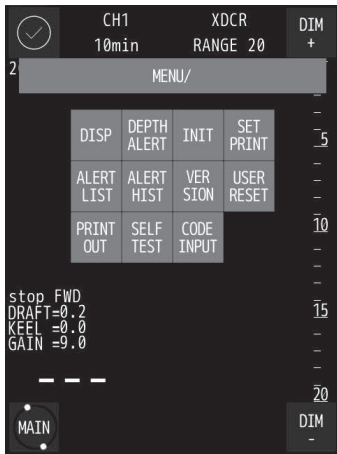 CH1 XDCR DIM
10min RANGE 20 +
2
MENU/
DISP DEPTH ALERT INIT SET PRINT
5
ALERT LIST ALERT HIST VER SION USER RESET
PRINT OUT SELF TEST CODE INPUT
10
stop FWD
DRAFT=0.2
KEEL =0.0
GAIN =9.0
15
---
20
MAIN
DIM
-